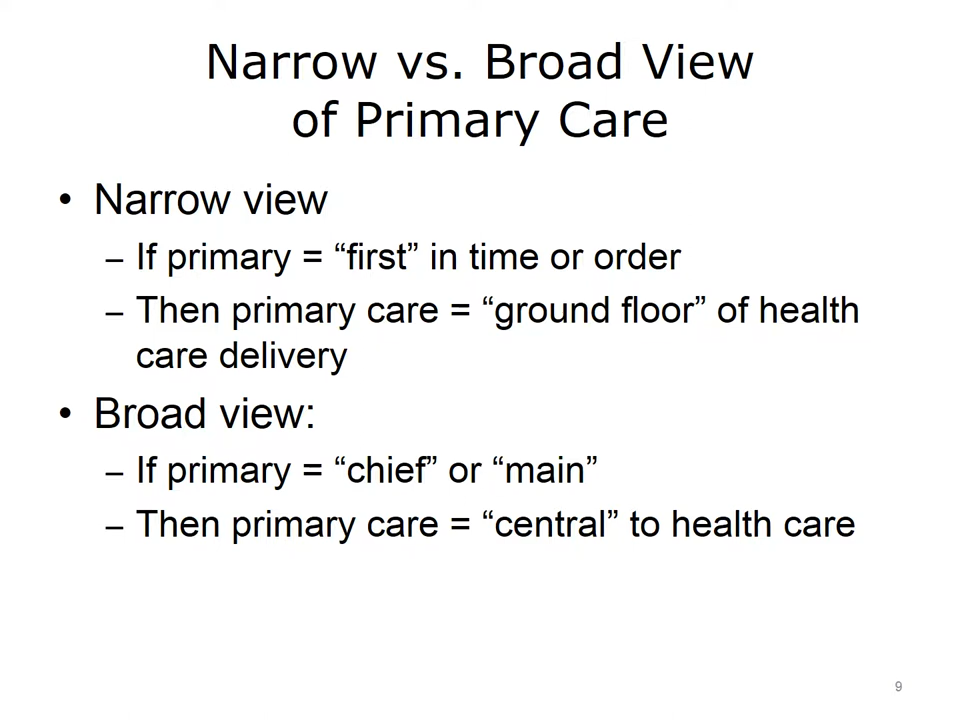 Narrow vs. Broad View
of Primary Care
• Narrow view
– If primary = “first” in time or order
– Then primary care = “ground floor” of health
care delivery
• Broad view:
– If primary = “chief” or “main”
– Then primary care = “central” to health care
9